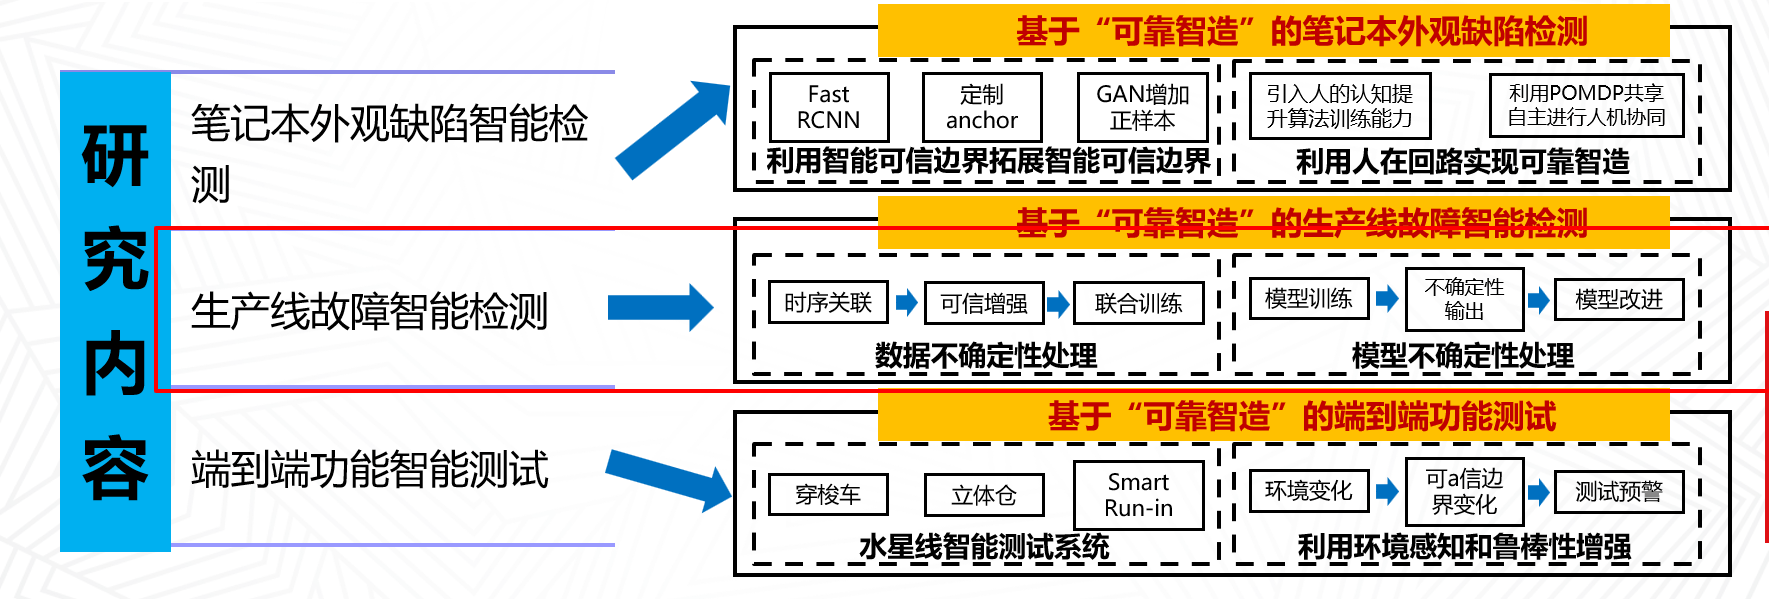 研
究
内
容
笔记本外观缺陷智能检
测
生产线故障智能检测
端到端功能智能测试
基于“可靠智造”的笔记本外观缺陷检测
Fast
RCNN
定制
anchor
GAN增加
正样本
利用智能可信边界拓展智能可信边界
引入人的认知提
升算法训练能力
利用POMDP共享
自主进行人机协同
利用人在回路实现可靠智造
基于“可靠智造”的生产线故障智能检测
时序关联
可信增强
联合训练
数据不确定性处理
模型训练
不确定性
输出
模型改进
模型不确定性处理
基于“可靠智造”的端到端功能测试
穿梭车
立体仓
Smart
Run-in
水星线智能测试系统
环境变化
可a信边
界变化
测试预警
利用环境感知和鲁棒性增强